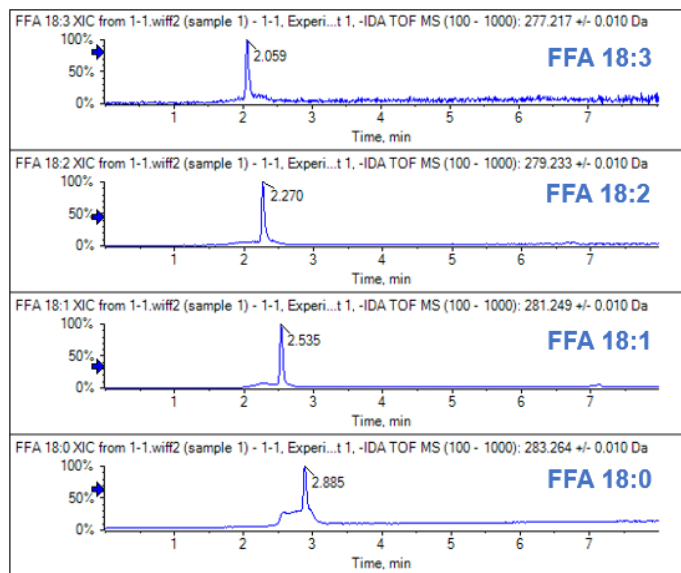 FFA 18:3 XIC from 1-1.wiff2 (sample 1) - 1-1, Experi...t 1, -IDA TOF MS (100 - 1000): 277.217 +/- 0.010 Da
100%
2.059
FFA 18:3
50%
0%
1 2 3 4 5 6 7
Time, min
FFA 18:2 XIC from 1-1.wiff2 (sample 1) - 1-1, Experi...t 1, -IDA TOF MS (100 - 1000): 279.233 +/- 0.010 Da
100%
2.270
FFA 18:2
50%
0%
1 2 3 4 5 6 7
Time, min
FFA 18:1 XIC from 1-1.wiff2 (sample 1) - 1-1, Experi...t 1, -IDA TOF MS (100 - 1000): 281.249 +/- 0.010 Da
100%
2.535
FFA 18:1
50%
0%
1 2 3 4 5 6 7
Time, min
FFA 18:0 XIC from 1-1.wiff2 (sample 1) - 1-1, Experi...t 1, -IDA TOF MS (100 - 1000): 283.264 +/- 0.010 Da
100%
2.885
FFA 18:0
50%
0%
1 2 3 4 5 6 7
Time, min